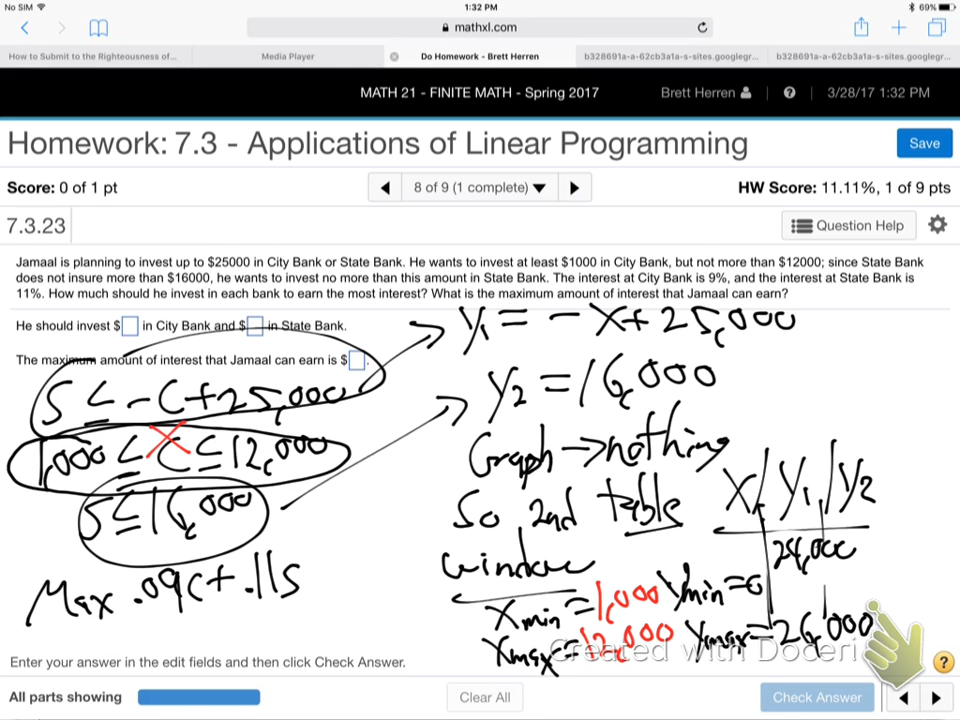 No SIM 1:32 PM 69%
mathxl.com
How to Submit to the Righteousness of... Media Player Do Homework - Brett Herren b328691a-a-62cb3a1a-s-sites.googlegr... b328691a-a-62cb3a1a-s-sites.googlegr...
MATH 21 - FINITE MATH - Spring 2017 Brett Herren 3/28/17 1:32 PM
Homework: 7.3 - Applications of Linear Programming Save
Score: 0 of 1 pt 8 of 9 (1 complete) HW Score: 11.11%, 1 of 9 pts
7.3.23 Question Help
Jamaal is planning to invest up to $25000 in City Bank or State Bank. He wants to invest at least $1000 in City Bank, but not more than $12000; since State Bank
does not insure more than $16000, he wants to invest no more than this amount in State Bank. The interest at City Bank is 9%, and the interest at State Bank is
11%. How much should he invest in each bank to earn the most interest? What is the maximum amount of interest that Jamaal can earn?
He should invest $ in City Bank and $ in State Bank.
The maximum amount of interest that Jamaal can earn is $ .
S ≤ -C + 25,000
1,000 ≤ C ≤ 12,000
S ≤ 16,000
Max .09c + .11s
y₁ = -x + 25,000
y₂ = 16,000
Graph → nothing
So 2nd table
window
X | y₁ | y₂
24,000
Xmin = 1,000 Ymin = 0
Xmax = 12,000 Ymax = 26,000
Created with Doceri
Enter your answer in the edit fields and then click Check Answer. ?
All parts showing Clear All Check Answer